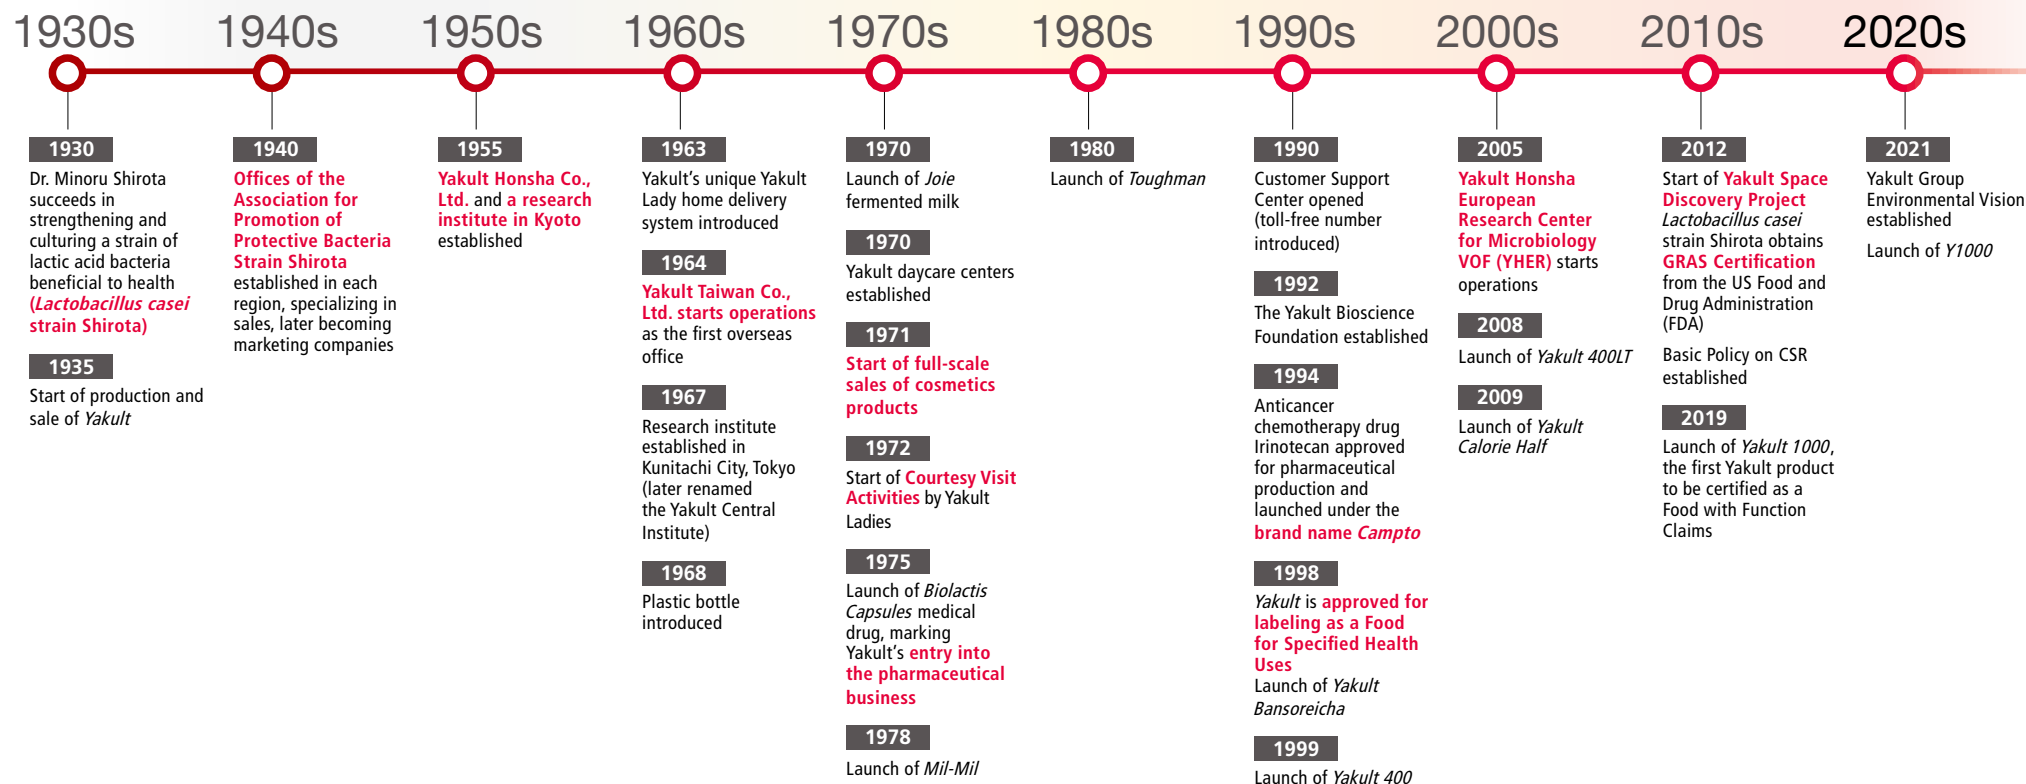 1930s
1940s
1950s
1960s
1970s
1980s
1990s
2000s
2010s
2020s
1930
Dr. Minoru Shirota
succeeds in
strengthening and
culturing a strain of
lactic acid bacteria
beneficial to health
(Lactobacillus casei
strain Shirota)
1935
Start of production and
sale of Yakult
1940
Offices of the
Association for
Promotion of
Protective Bacteria
Strain Shirota
established in each
region, specializing in
sales, later becoming
marketing companies
1955
Yakult Honsha Co.,
Ltd. and a research
institute in Kyoto
established
1963
Yakult's unique Yakult
Lady home delivery
system introduced
1964
Yakult Taiwan Co.,
Ltd. starts operations
as the first overseas
office
1967
Research institute
established in
Kunitachi City, Tokyo
(later renamed
the Yakult Central
Institute)
1968
Plastic bottle
introduced
1970
Launch of Joie
fermented milk
1970
Yakult daycare centers
established
1971
Start of full-scale
sales of cosmetics
products
1972
Start of Courtesy Visit
Activities by Yakult
Ladies
1975
Launch of Biolactis
Capsules medical
drug, marking
Yakult's entry into
the pharmaceutical
business
1978
Launch of Mil-Mil
1980
Launch of Toughman
1990
Customer Support
Center opened
(toll-free number
introduced)
1992
The Yakult Bioscience
Foundation established
1994
Anticancer
chemotherapy drug
Irinotecan approved
for pharmaceutical
production and
launched under the
brand name Campto
1998
Yakult is approved for
labeling as a Food
for Specified Health
Uses
Launch of Yakult
Bansoreicha
1999
Launch of Yakult 400
2005
Yakult Honsha
European
Research Center
for Microbiology
VOF (YHER) starts
operations
2008
Launch of Yakult 400LT
2009
Launch of Yakult
Calorie Half
2012
Start of Yakult Space
Discovery Project
Lactobacillus casei
strain Shirota obtains
GRAS Certification
from the US Food and
Drug Administration
(FDA)
Basic Policy on CSR
established
2019
Launch of Yakult 1000,
the first Yakult product
to be certified as a
Food with Function
Claims
2021
Yakult Group
Environmental Vision
established
Launch of Y1000